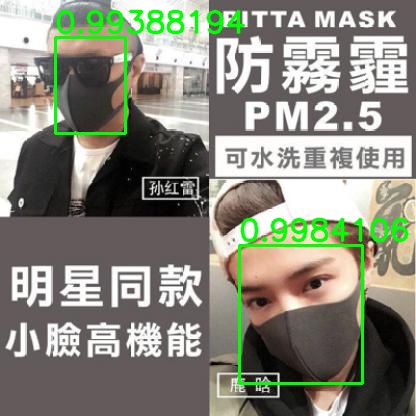 0.99388194
PITTA MASK
防霧霾
PM2.5
可水洗重複使用
孙红雷
明星同款
小臉高機能
0.9984106
鹿晗